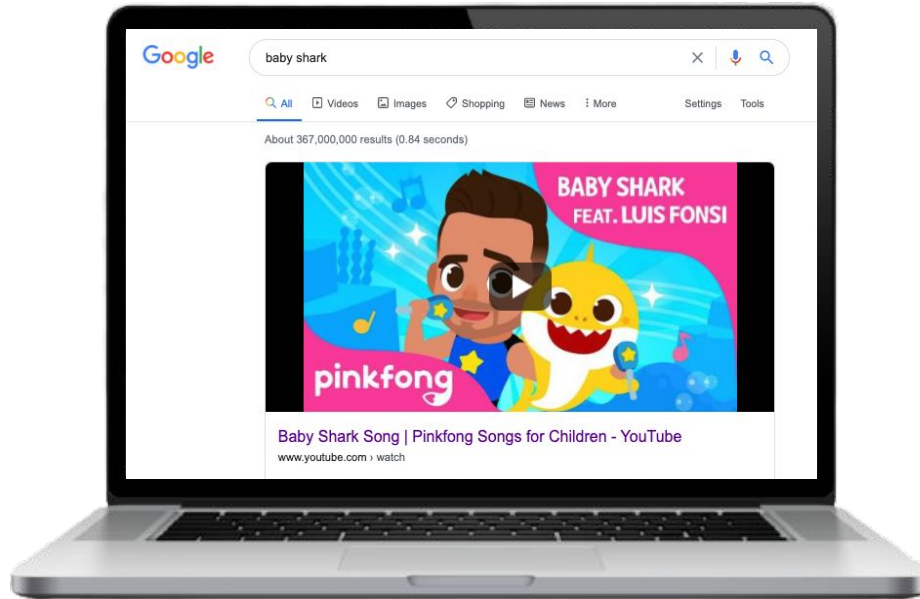 Google
baby shark
All Videos Images Shopping News More Settings Tools
About 367,000,000 results (0.84 seconds)
BABY SHARK
FEAT. LUIS FONSI
pinkfong
Baby Shark Song | Pinkfong Songs for Children - YouTube
www.youtube.com › watch